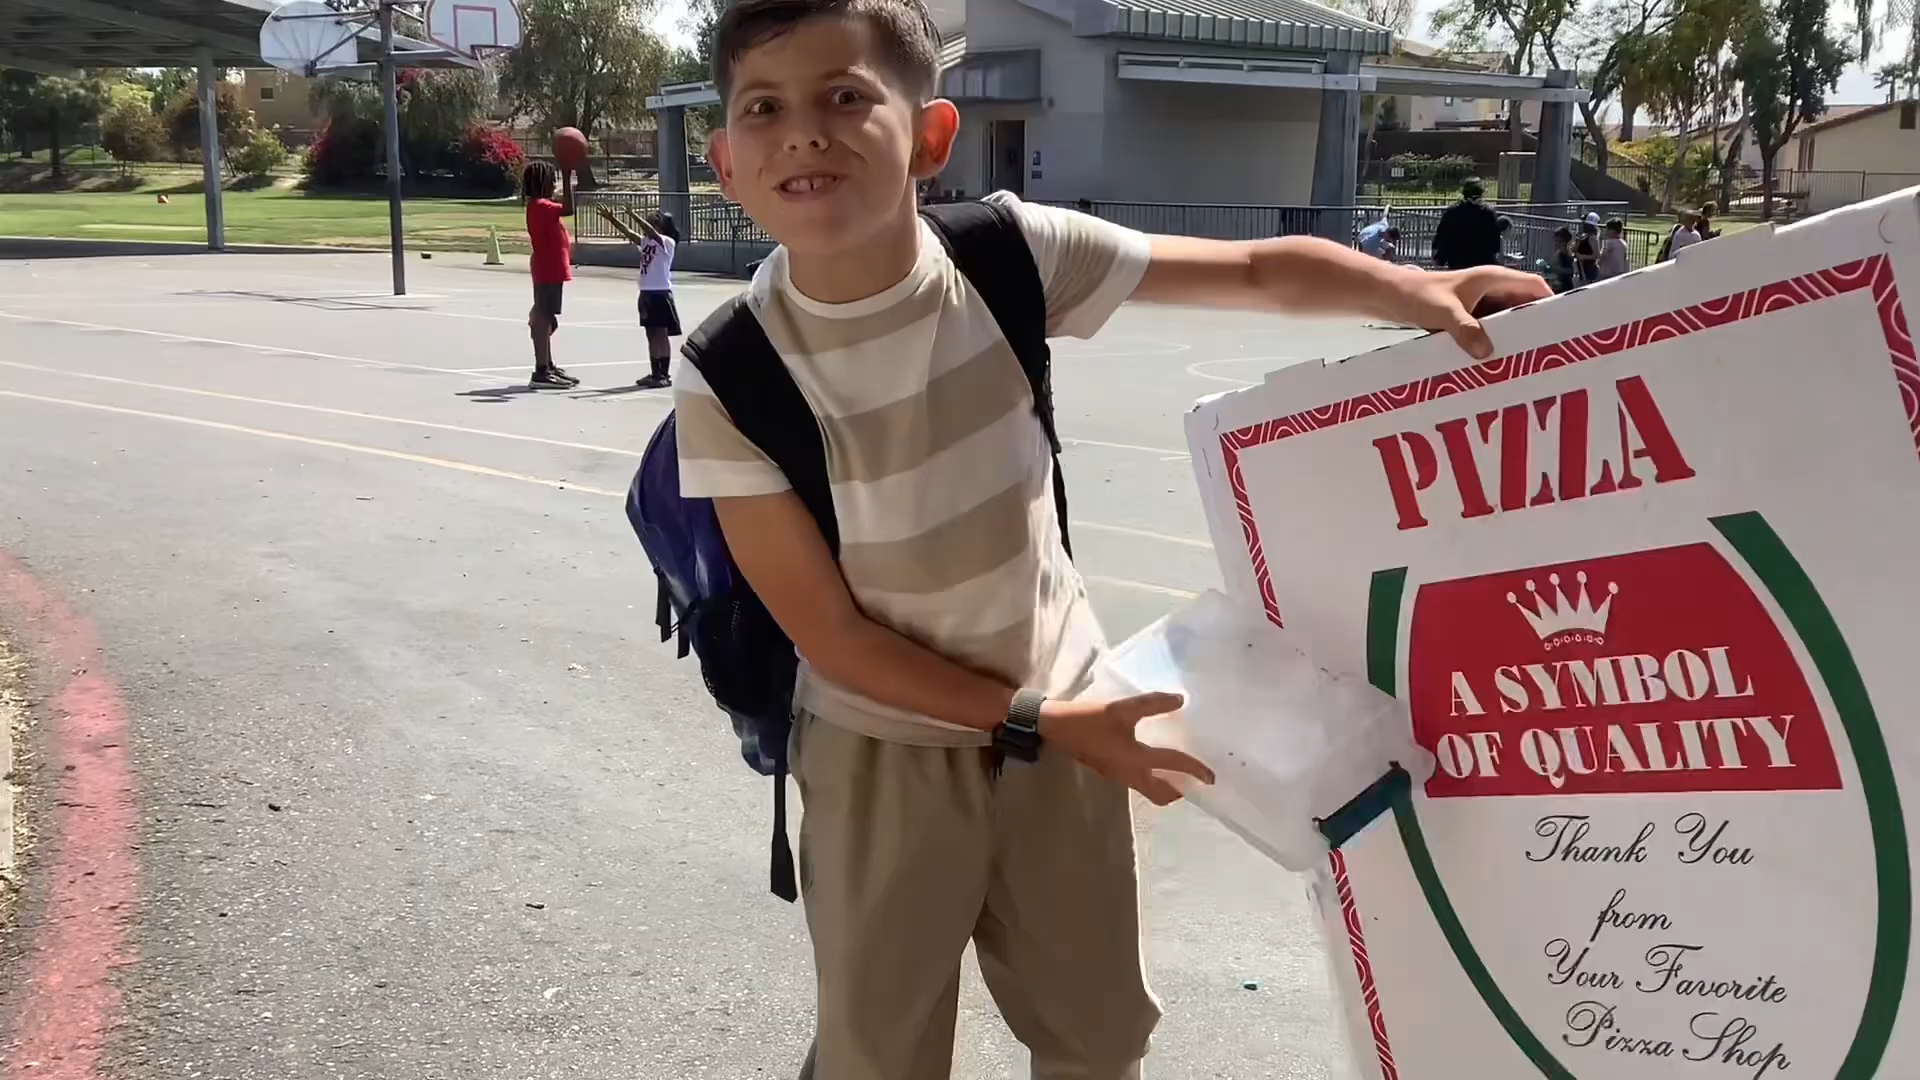 PIZZA
A SYMBOL
OF QUALITY
Thank You
from
Your Favorite
Pizza Shop